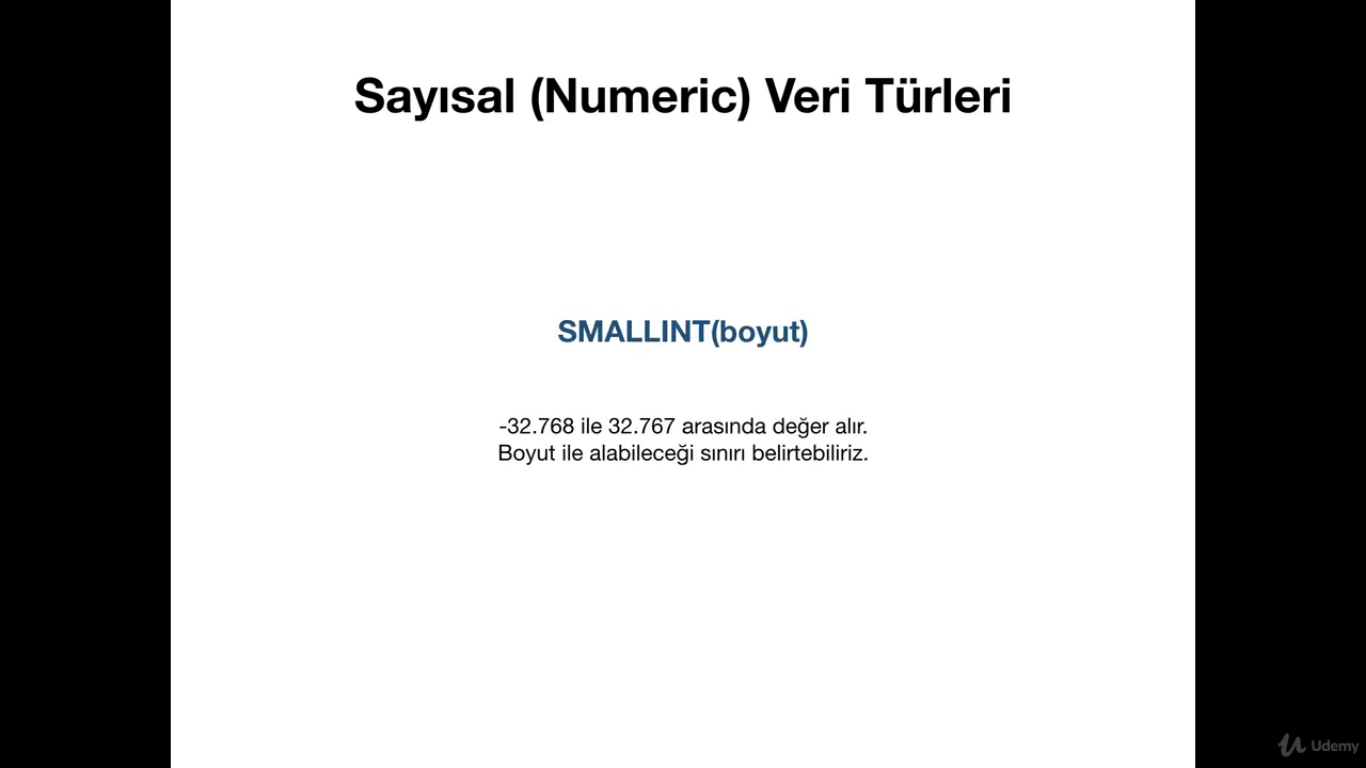 Sayısal (Numeric) Veri Türleri
SMALLINT(boyut)
-32.768 ile 32.767 arasında değer alır.
Boyut ile alabileceği sınırı belirtebiliriz.
Udemy